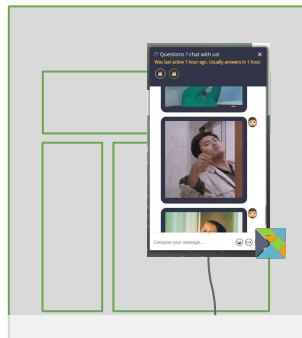 Questions ? chat with us!
Was last active 1 hour ago. Usually answers in 1 hour.
Compose your message...